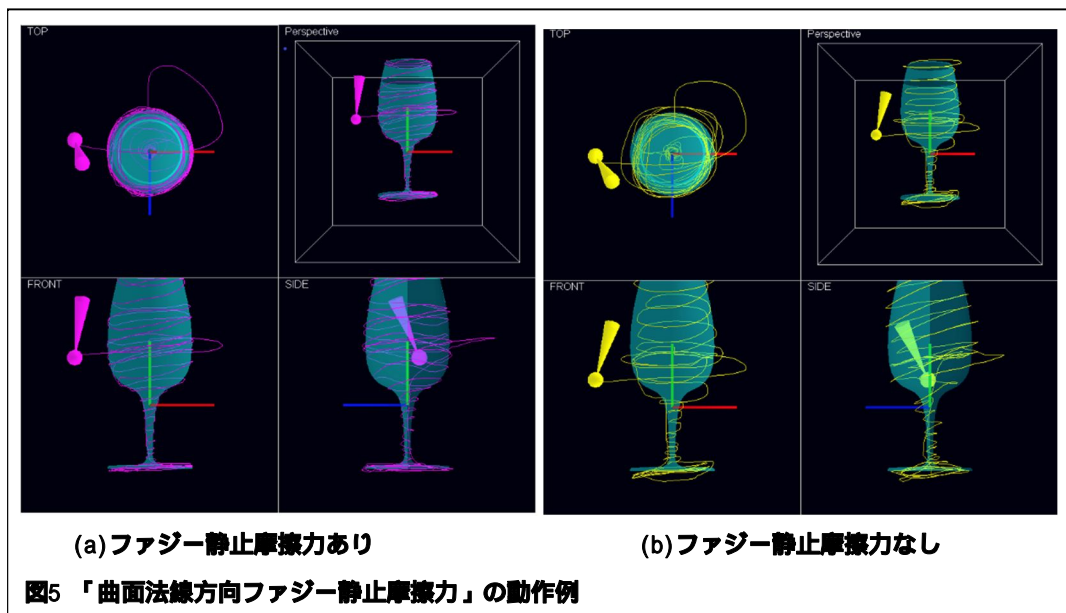 TOP
Perspective
FRONT
SIDE
TOP
Perspective
FRONT
SIDE
(a)ファジー静止摩擦力あり
(b)ファジー静止摩擦力なし
図5 「曲面法線方向ファジー静止摩擦力」の動作例